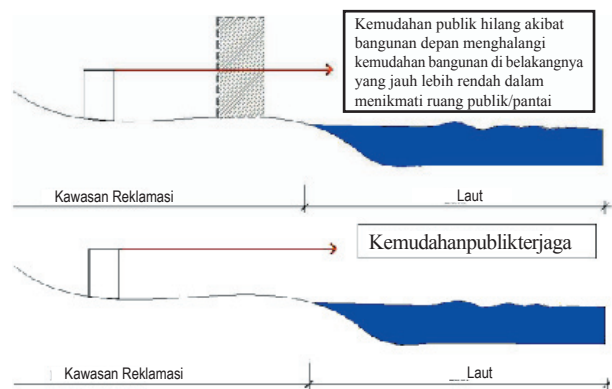 Kemudahan publik hilang akibat
bangunan depan menghalangi
kemudahan bangunan di belakangnya
yang jauh lebih rendah dalam
menikmati ruang publik/pantai
Kawasan Reklamasi Laut
Kemudahanpublikterjaga
Kawasan Reklamasi Laut